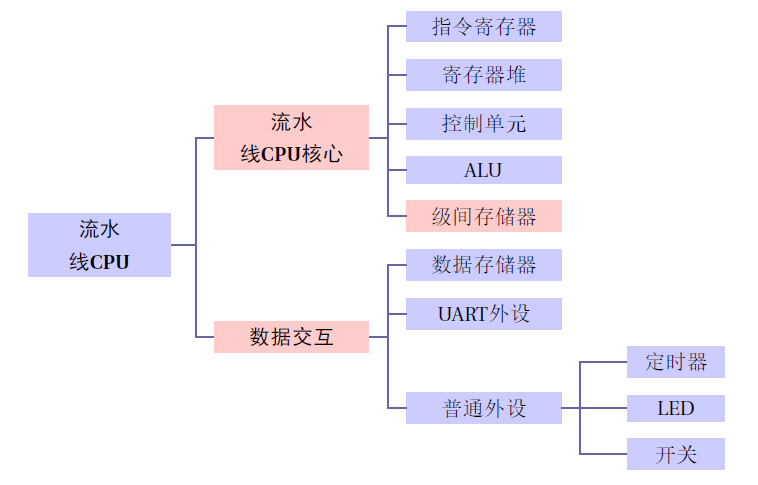 流水
线CPU
流水
线CPU核心
指令寄存器
寄存器堆
控制单元
ALU
级间存储器
数据交互
数据存储器
UART外设
普通外设
定时器
LED
开关